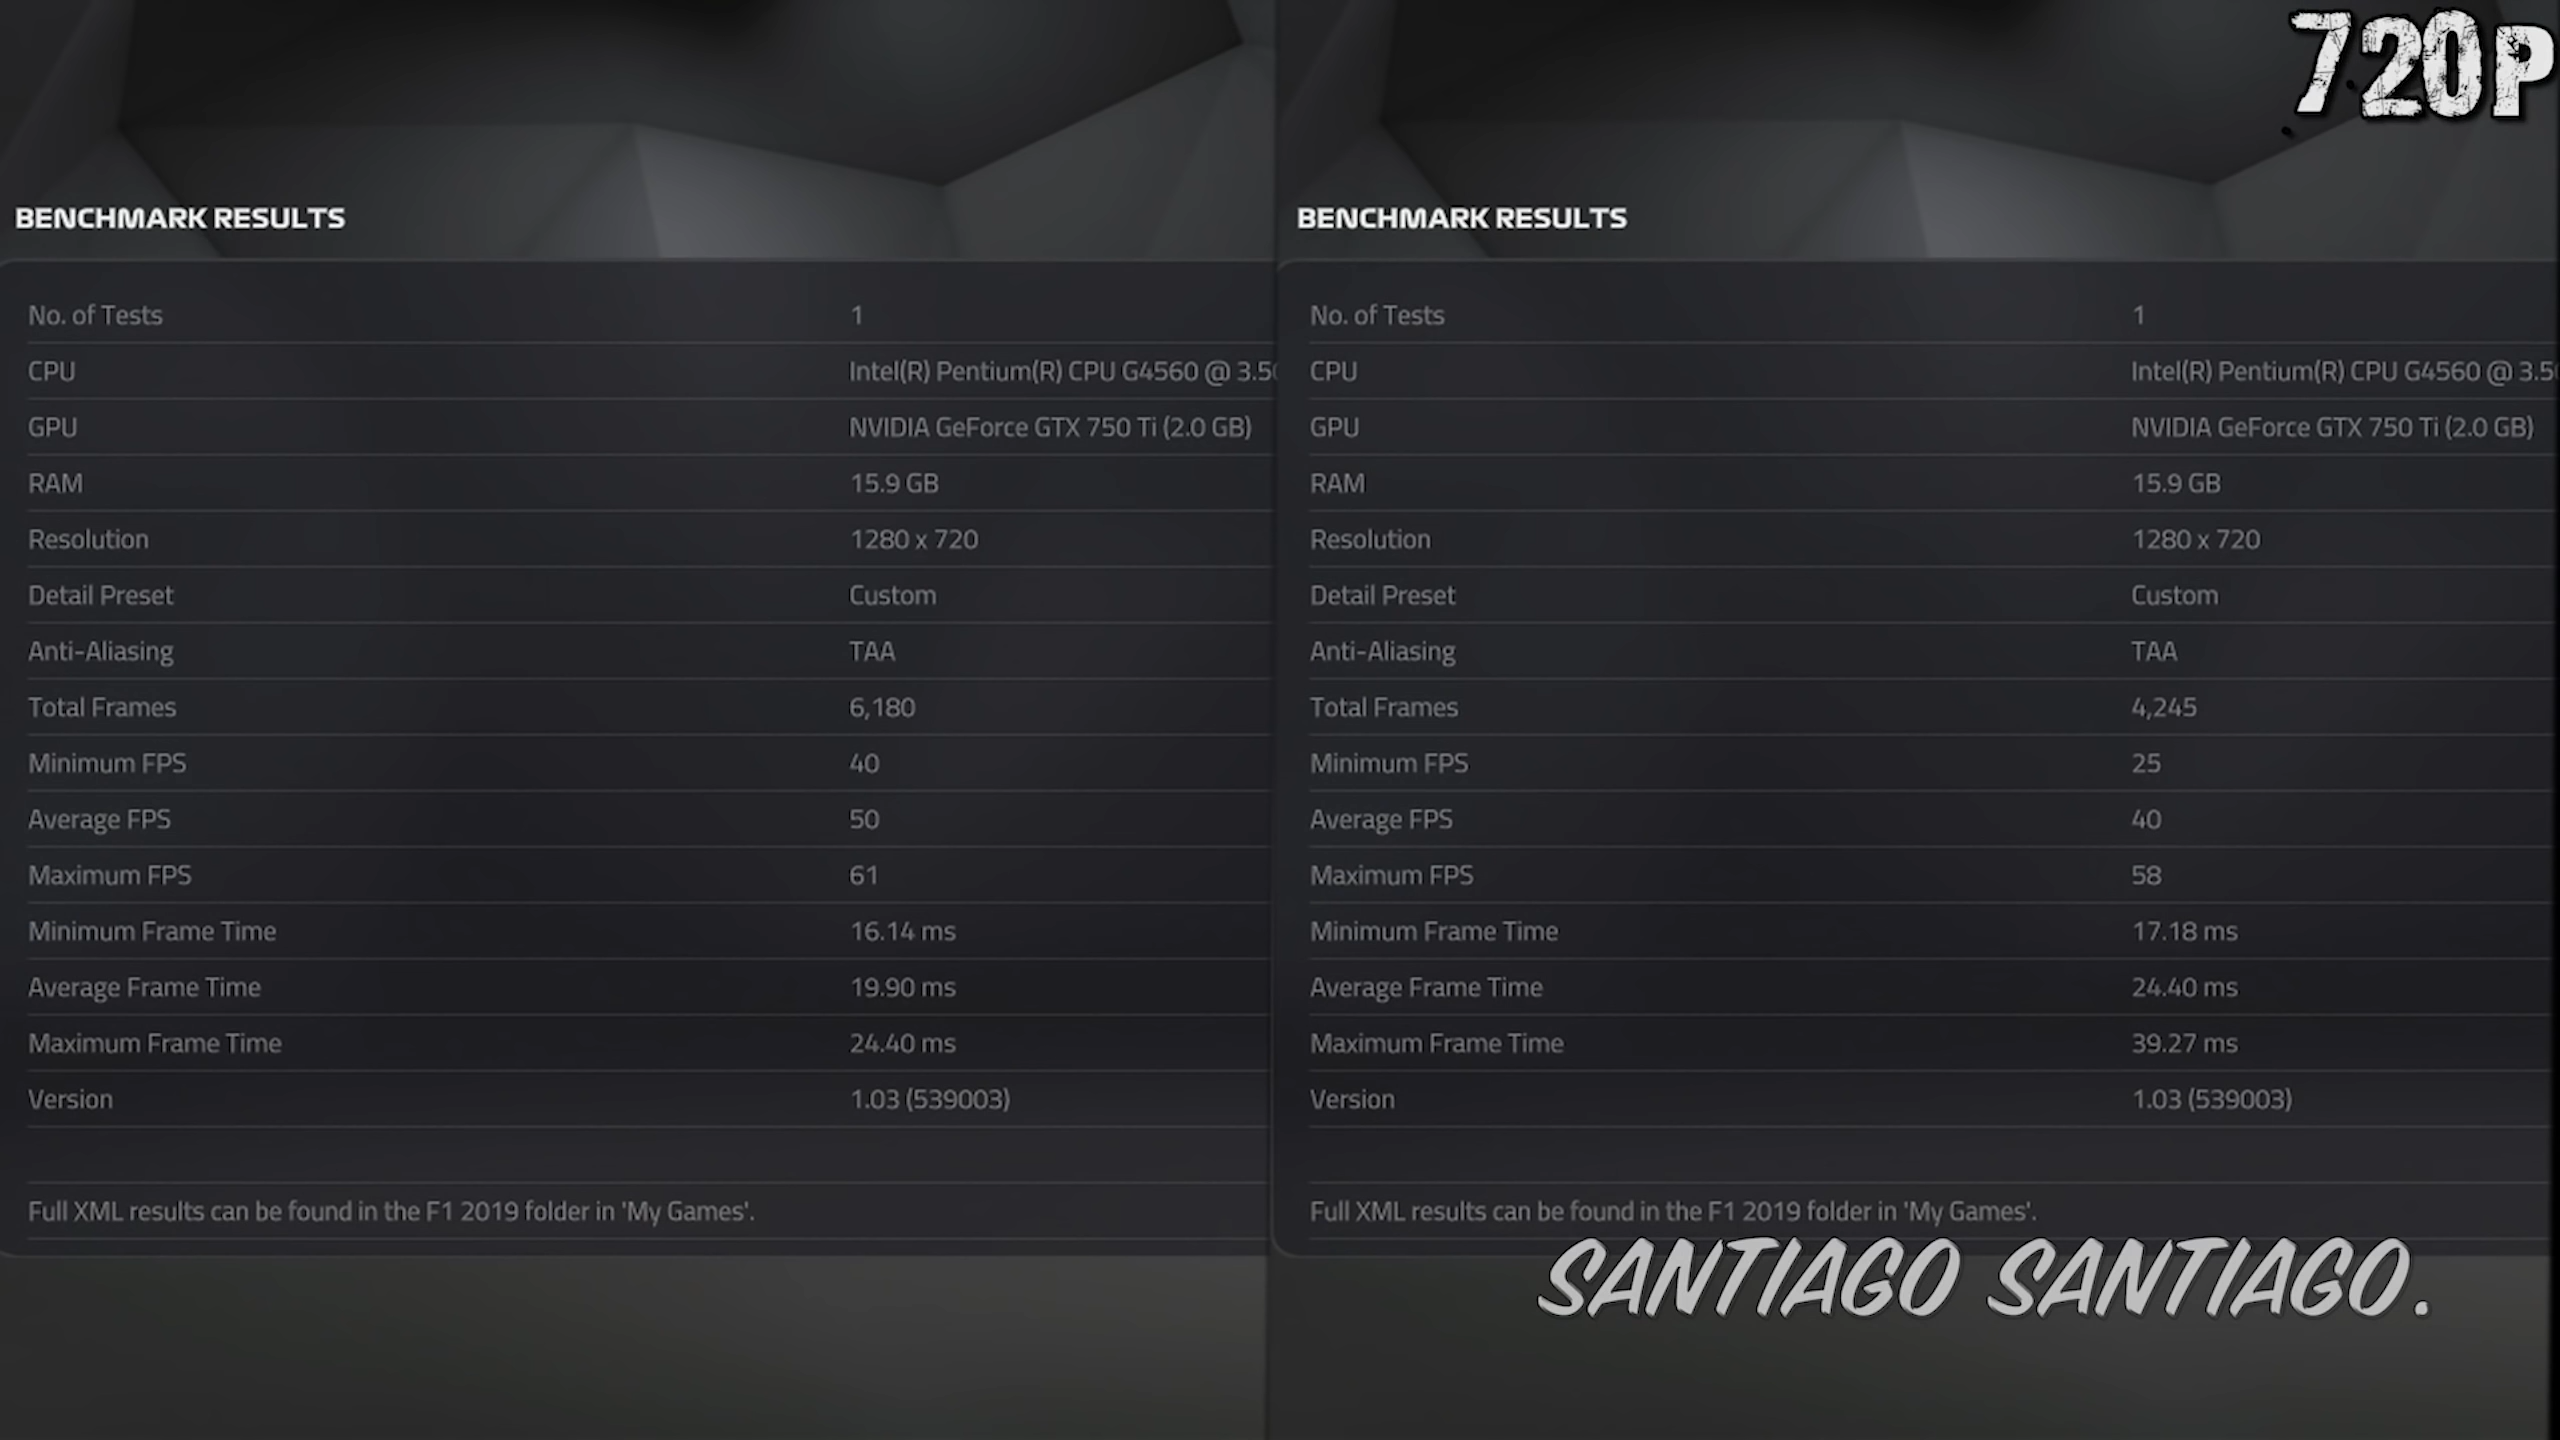 720P
BENCHMARK RESULTS
No. of Tests 1
CPU Intel(R) Pentium(R) CPU G4560 @ 3.50
GPU NVIDIA GeForce GTX 750 Ti (2.0 GB)
RAM 15.9 GB
Resolution 1280 x 720
Detail Preset Custom
Anti-Aliasing TAA
Total Frames 6,180
Minimum FPS 40
Average FPS 50
Maximum FPS 61
Minimum Frame Time 16.14 ms
Average Frame Time 19.90 ms
Maximum Frame Time 24.40 ms
Version 1.03 (539003)
Full XML results can be found in the F1 2019 folder in 'My Games'.
BENCHMARK RESULTS
No. of Tests 1
CPU Intel(R) Pentium(R) CPU G4560 @ 3.5
GPU NVIDIA GeForce GTX 750 Ti (2.0 GB)
RAM 15.9 GB
Resolution 1280 x 720
Detail Preset Custom
Anti-Aliasing TAA
Total Frames 4,245
Minimum FPS 25
Average FPS 40
Maximum FPS 58
Minimum Frame Time 17.18 ms
Average Frame Time 24.40 ms
Maximum Frame Time 39.27 ms
Version 1.03 (539003)
Full XML results can be found in the F1 2019 folder in 'My Games'.
SANTIAGO SANTIAGO.